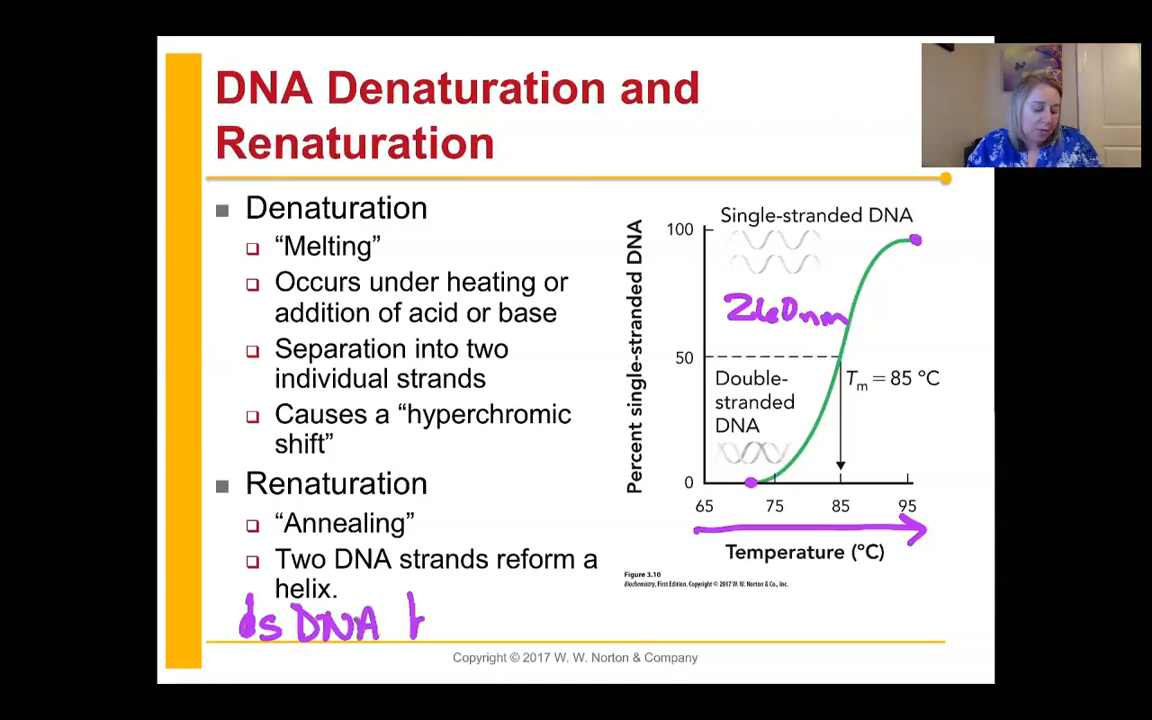 DNA Denaturation and
Renaturation
■ Denaturation
❑ “Melting”
❑ Occurs under heating or
addition of acid or base
❑ Separation into two
individual strands
❑ Causes a “hyperchromic
shift”
■ Renaturation
❑ “Annealing”
❑ Two DNA strands reform a
helix.
ds DNA
Percent single-stranded DNA
Single-stranded DNA
100
260nm
50
Double-
stranded
DNA
Tm = 85 ºC
0
65 75 85 95
Temperature (ºC)
Figure 3.10
Biochemistry, First Edition, Copyright © 2017 W. W. Norton & Co., Inc.
Copyright © 2017 W. W. Norton & Company